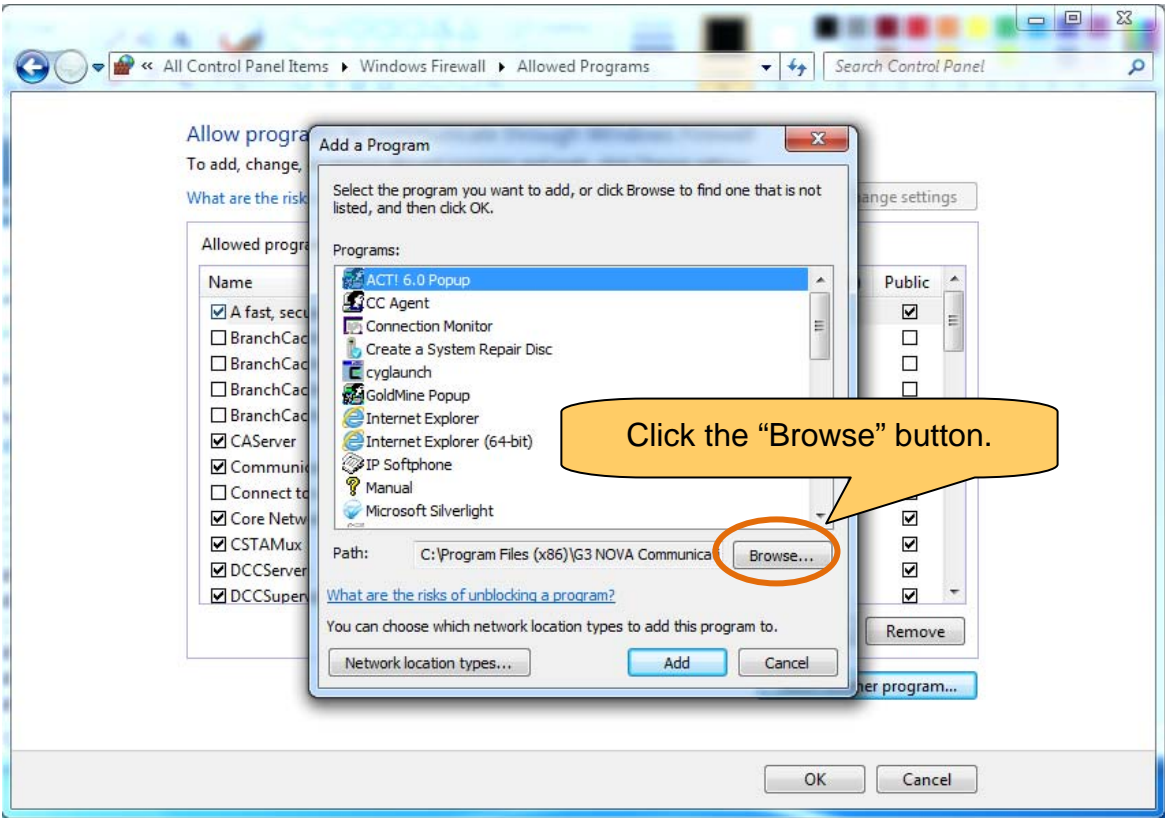 « All Control Panel Items ▸ Windows Firewall ▸ Allowed Programs
Search Control Panel
Allow progra
To add, change,
What are the risk
ange settings
Allowed progra
Name
Public
A fast, secu
BranchCac
BranchCac
BranchCac
BranchCac
CAServer
Communic
Connect to
Core Netw
CSTAMux
DCCServer
DCCSuperv
Remove
her program...
OK
Cancel
Add a Program
Select the program you want to add, or click Browse to find one that is not
listed, and then click OK.
Programs:
ACT! 6.0 Popup
CC Agent
Connection Monitor
Create a System Repair Disc
cyglaunch
GoldMine Popup
Internet Explorer
Internet Explorer (64-bit)
IP Softphone
Manual
Microsoft Silverlight
Path:
C:\Program Files (x86)\G3 NOVA Communica
Browse...
What are the risks of unblocking a program?
You can choose which network location types to add this program to.
Network location types...
Add
Cancel
Click the “Browse” button.